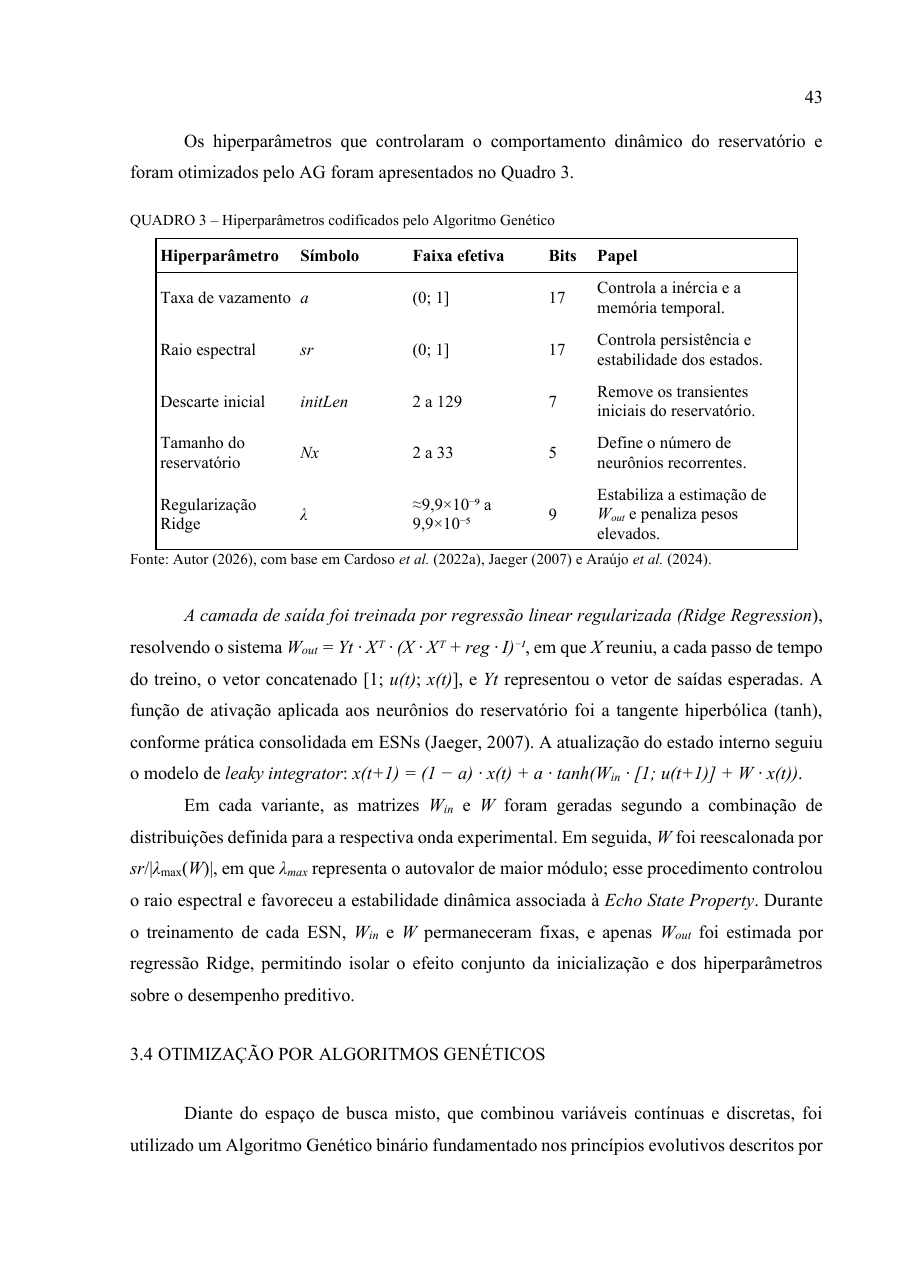 43
Os hiperparâmetros que controlaram o comportamento dinâmico do reservatório e
foram otimizados pelo AG foram apresentados no Quadro 3.
QUADRO 3 – Hiperparâmetros codificados pelo Algoritmo Genético
Hiperparâmetro Símbolo Faixa efetiva Bits Papel
Taxa de vazamento a (0; 1] 17 Controla a inércia e a
memória temporal.
Raio espectral sr (0; 1] 17 Controla persistência e
estabilidade dos estados.
Descarte inicial initLen 2 a 129 7 Remove os transientes
iniciais do reservatório.
Tamanho do
reservatório Nx 2 a 33 5 Define o número de
neurônios recorrentes.
Regularização
Ridge λ ≈9,9×10⁻⁹ a
9,9×10⁻⁵ 9 Estabiliza a estimação de
Wout e penaliza pesos
elevados.
Fonte: Autor (2026), com base em Cardoso et al. (2022a), Jaeger (2007) e Araújo et al. (2024).
A camada de saída foi treinada por regressão linear regularizada (Ridge Regression),
resolvendo o sistema Wout = Yt · Xᵀ · (X · Xᵀ + reg · I)⁻¹, em que X reuniu, a cada passo de tempo
do treino, o vetor concatenado [1; u(t); x(t)], e Yt representou o vetor de saídas esperadas. A
função de ativação aplicada aos neurônios do reservatório foi a tangente hiperbólica (tanh),
conforme prática consolidada em ESNs (Jaeger, 2007). A atualização do estado interno seguiu
o modelo de leaky integrator: x(t+1) = (1 − a) · x(t) + a · tanh(Win · [1; u(t+1)] + W · x(t)).
Em cada variante, as matrizes Win e W foram geradas segundo a combinação de
distribuições definida para a respectiva onda experimental. Em seguida, W foi reescalonada por
sr/|λmax(W)|, em que λmax representa o autovalor de maior módulo; esse procedimento controlou
o raio espectral e favoreceu a estabilidade dinâmica associada à Echo State Property. Durante
o treinamento de cada ESN, Win e W permaneceram fixas, e apenas Wout foi estimada por
regressão Ridge, permitindo isolar o efeito conjunto da inicialização e dos hiperparâmetros
sobre o desempenho preditivo.
3.4 OTIMIZAÇÃO POR ALGORITMOS GENÉTICOS
Diante do espaço de busca misto, que combinou variáveis contínuas e discretas, foi
utilizado um Algoritmo Genético binário fundamentado nos princípios evolutivos descritos por